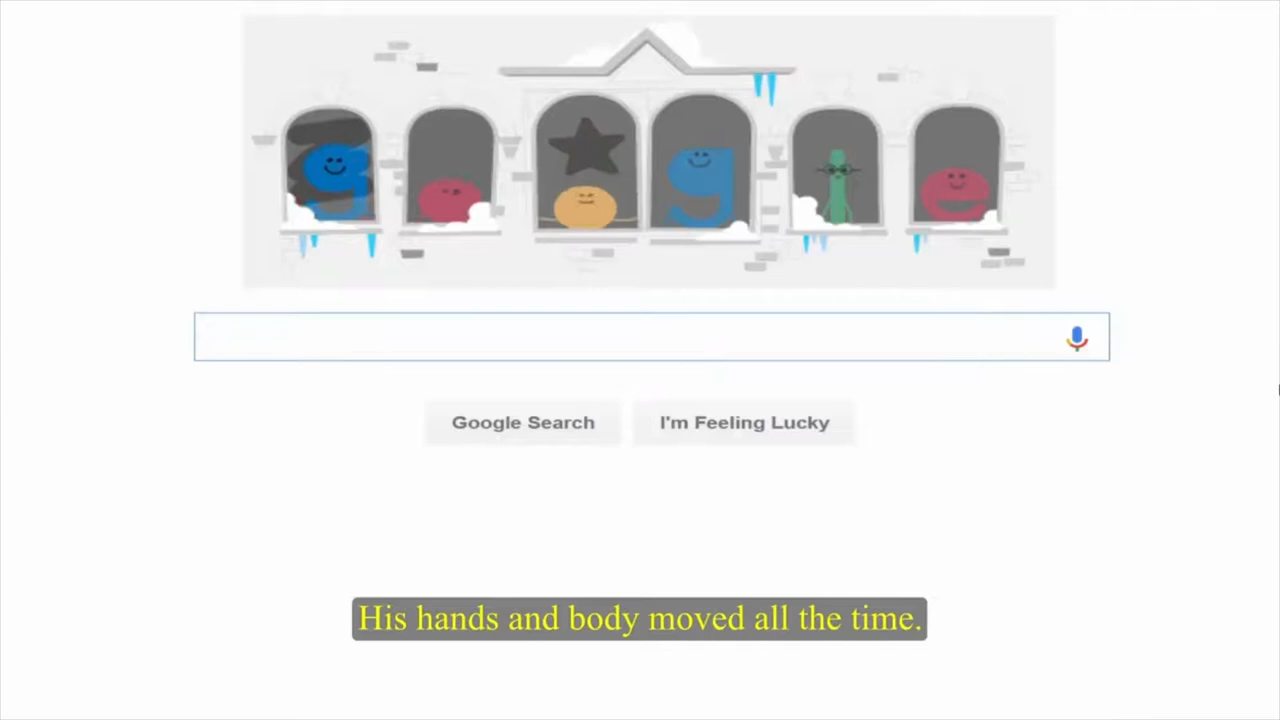 Google Search
I'm Feeling Lucky
His hands and body moved all the time.